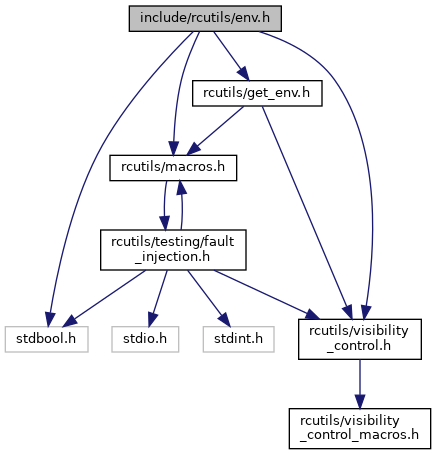 include/rcutils/env.h
rcutils/get_env.h
rcutils/macros.h
rcutils/testing/fault
_injection.h
stdbool.h
stdio.h
stdint.h
rcutils/visibility
_control.h
rcutils/visibility
_control_macros.h